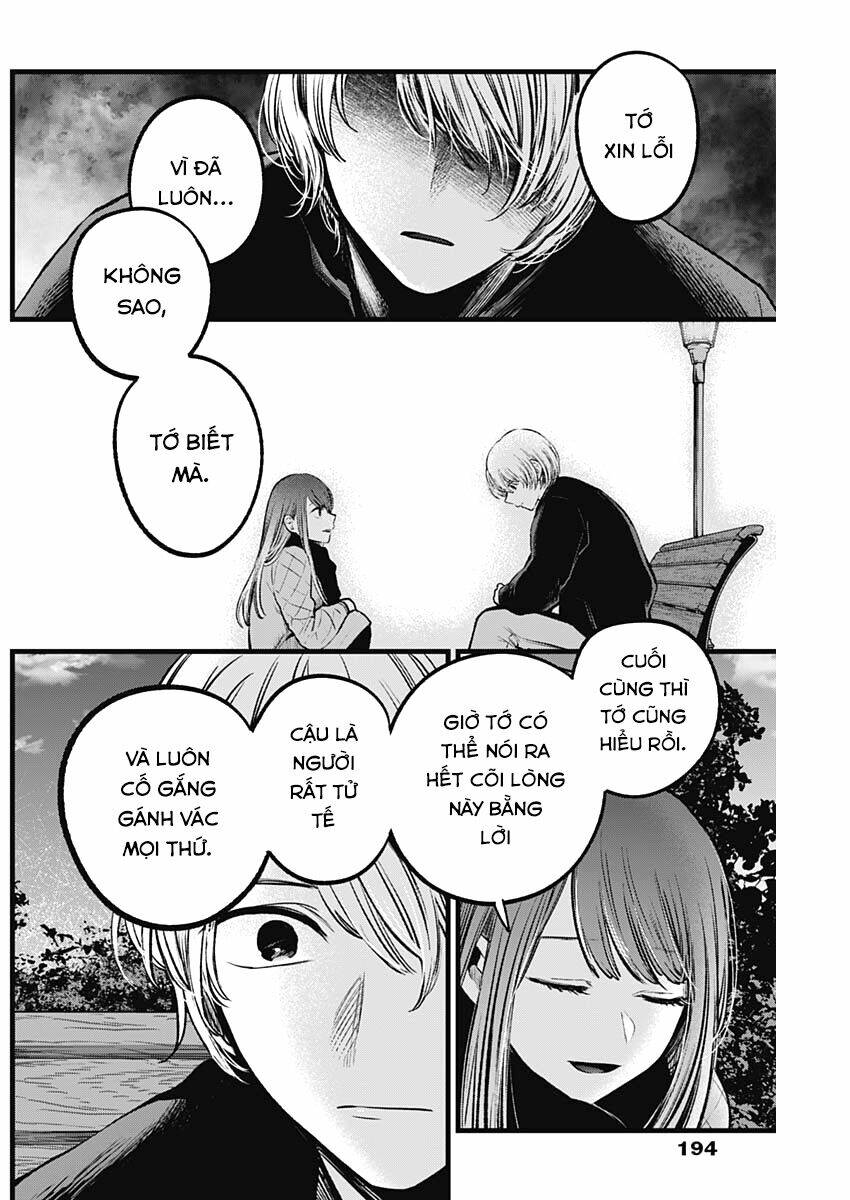 TỚ
XIN LỖI
VÌ ĐÃ
LUÔN...
KHÔNG
SAO,
TỚ BIẾT
MÀ.
CUỐI
CÙNG THÌ
TỚ CŨNG
HIỂU RỒI.
GIỜ TỚ CÓ
THỂ NÓI RA
HẾT CÕI LÒNG
NÀY BẰNG
LỜI
CẬU LÀ
NGƯỜI
RẤT TỬ
TẾ
VÀ LUÔN
CỐ GẮNG
GÁNH VÁC
MỌI THỨ.
194